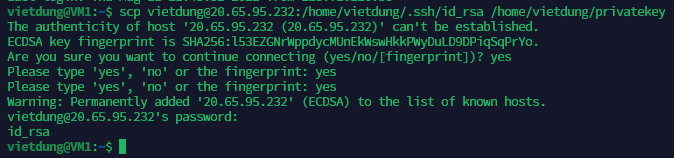 vietdung@VM1:~$ scp vietdung@20.65.95.232:/home/vietdung/.ssh/id_rsa /home/vietdung/privatekey
The authenticity of host '20.65.95.232 (20.65.95.232)' can't be established.
ECDSA key fingerprint is SHA256:l53EZGNrWppdycMUnEkWswHkkPWyDuLD9DPiqSqPrYo.
Are you sure you want to continue connecting (yes/no/[fingerprint])? yes
Please type 'yes', 'no' or the fingerprint: yes
Please type 'yes', 'no' or the fingerprint: yes
Warning: Permanently added '20.65.95.232' (ECDSA) to the list of known hosts.
vietdung@20.65.95.232's password:
id_rsa
vietdung@VM1:~$